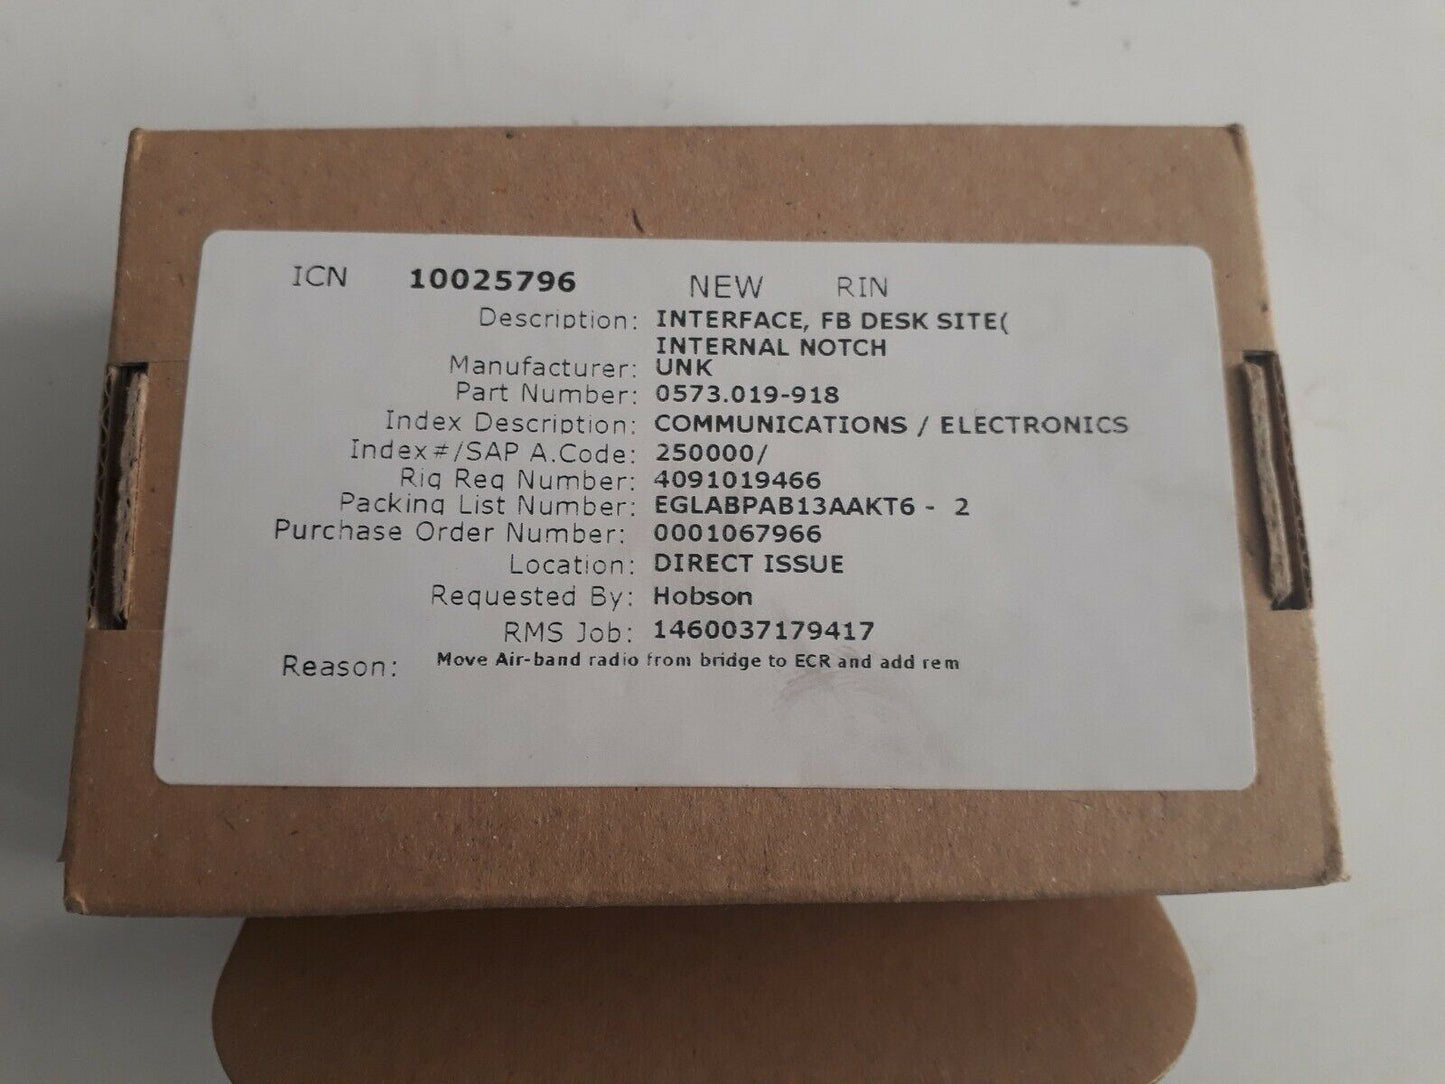 ICN 10025796 NEW RIN
Description: INTERFACE, FB DESK SITE(
INTERNAL NOTCH
Manufacturer: UNK
Part Number: 0573.019-918
Index Description: COMMUNICATIONS / ELECTRONICS
Index#/SAP A.Code: 250000/
Rig Req Number: 4091019466
Packing List Number: EGLABPAB13AAKT6 - 2
Purchase Order Number: 0001067966
Location: DIRECT ISSUE
Requested By: Hobson
RMS Job: 1460037179417
Reason: Move Air-band radio from bridge to ECR and add rem